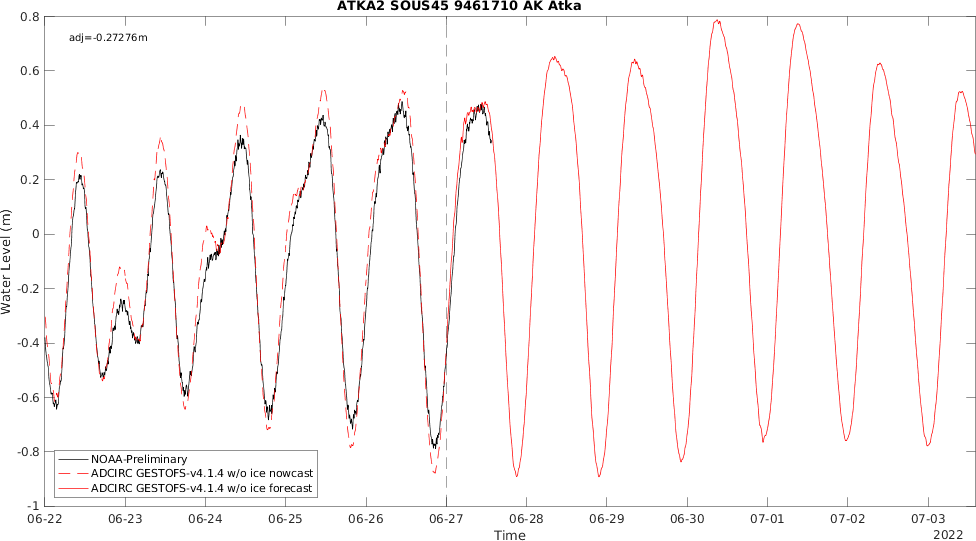 ATKA2 SOUS45 9461710 AK Atka
adj=-0.27276m
0.8
0.6
0.4
0.2
0
-0.2
-0.4
-0.6
-0.8
-1
Water Level (m)
NOAA-Preliminary
ADCIRC GESTOFS-v4.1.4 w/o ice nowcast
ADCIRC GESTOFS-v4.1.4 w/o ice forecast
06-22 06-23 06-24 06-25 06-26 06-27 06-28 06-29 06-30 07-01 07-02 07-03
Time
2022